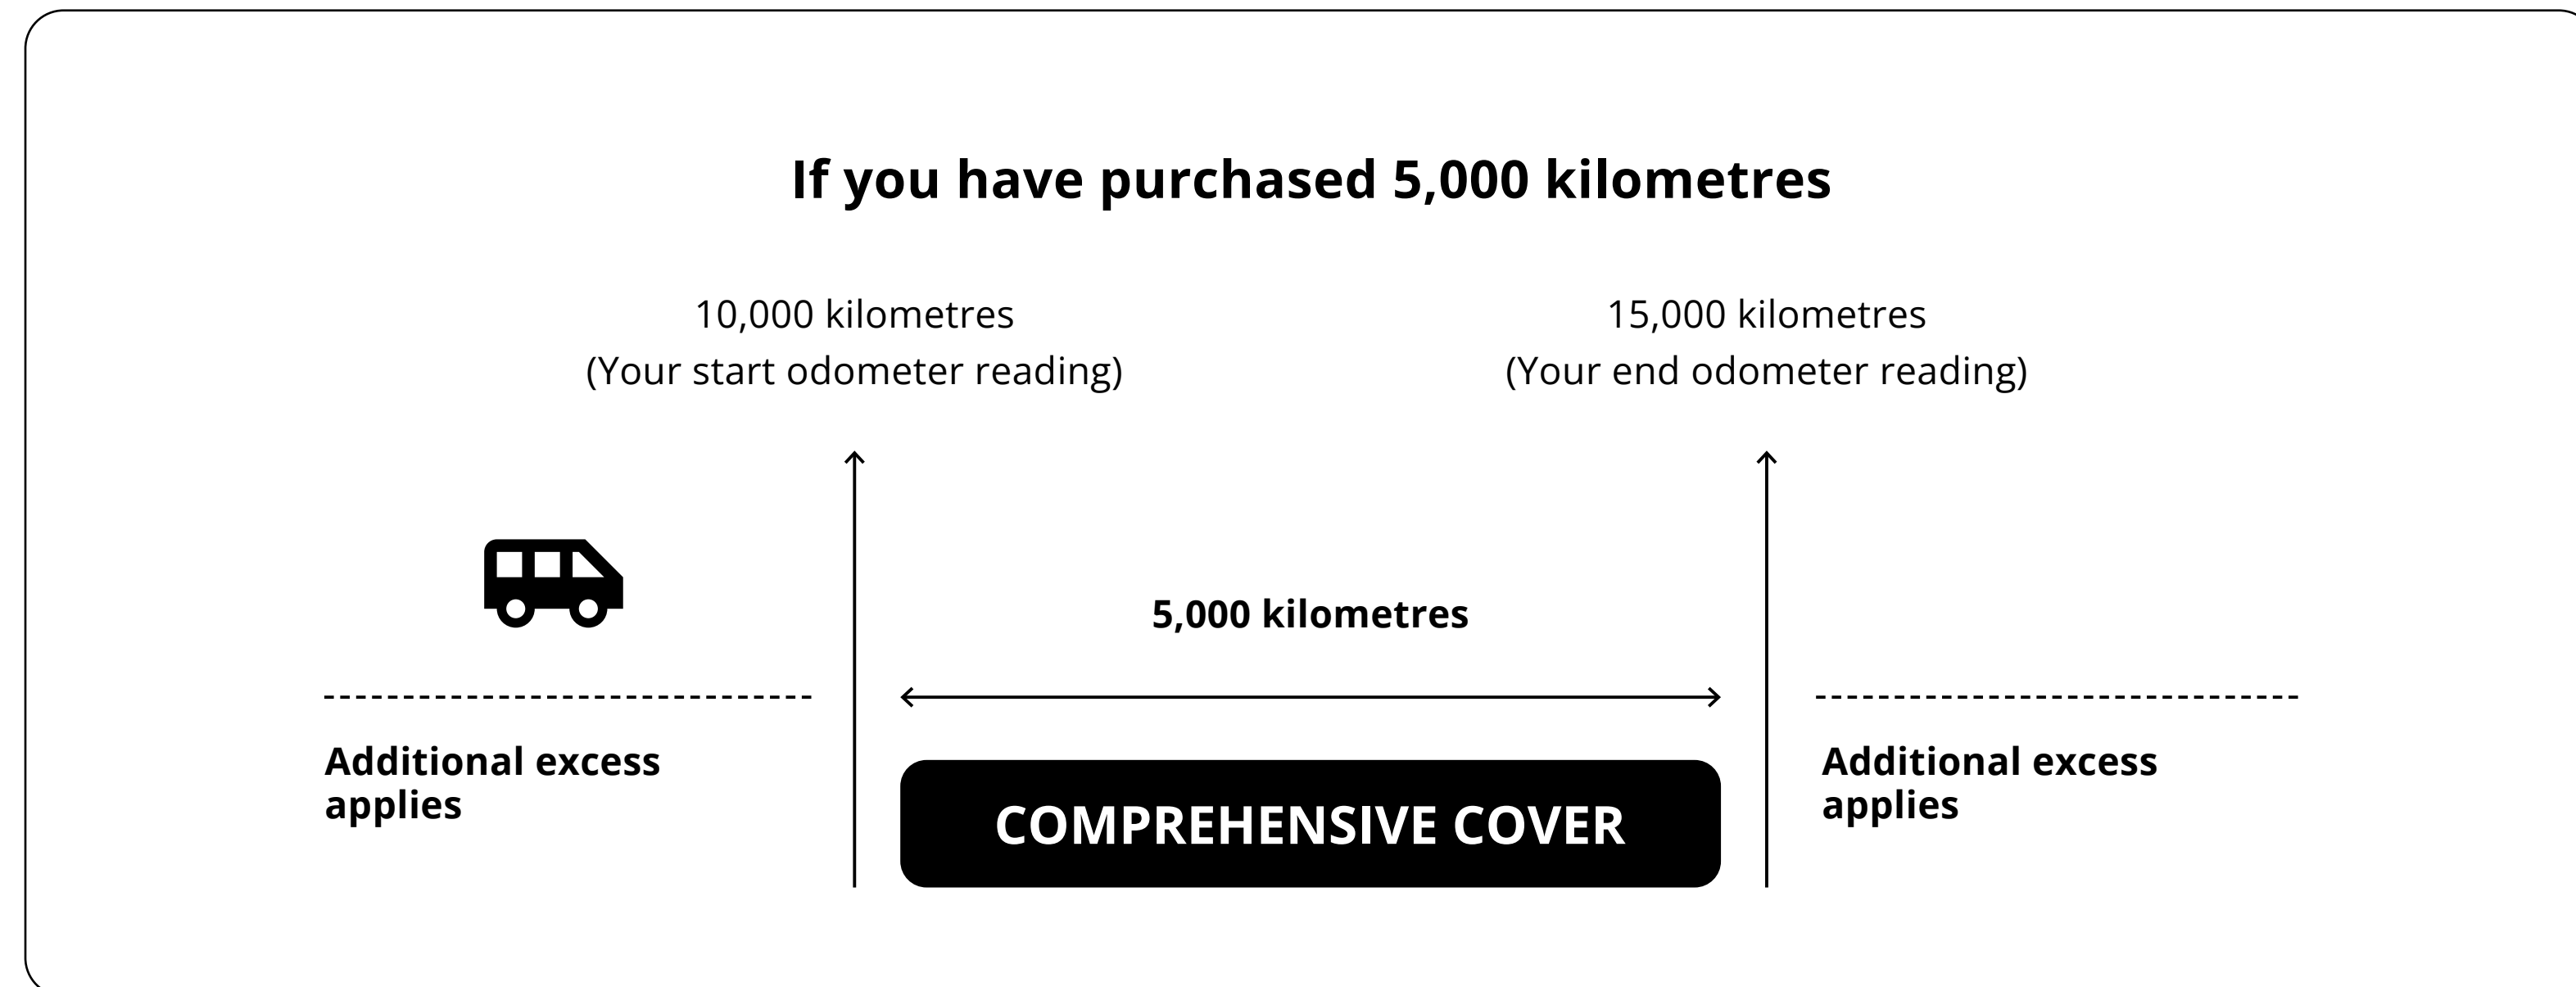 If you have purchased 5,000 kilometres
10,000 kilometres
(Your start odometer reading)
15,000 kilometres
(Your end odometer reading)
5,000 kilometres
Additional excess
applies
COMPREHENSIVE COVER
Additional excess
applies